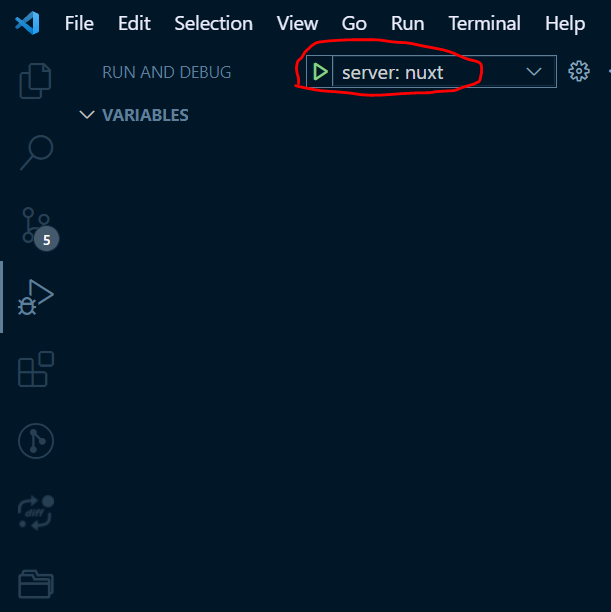 File Edit Selection View Go Run Terminal Help
RUN AND DEBUG server: nuxt
VARIABLES
5
diff